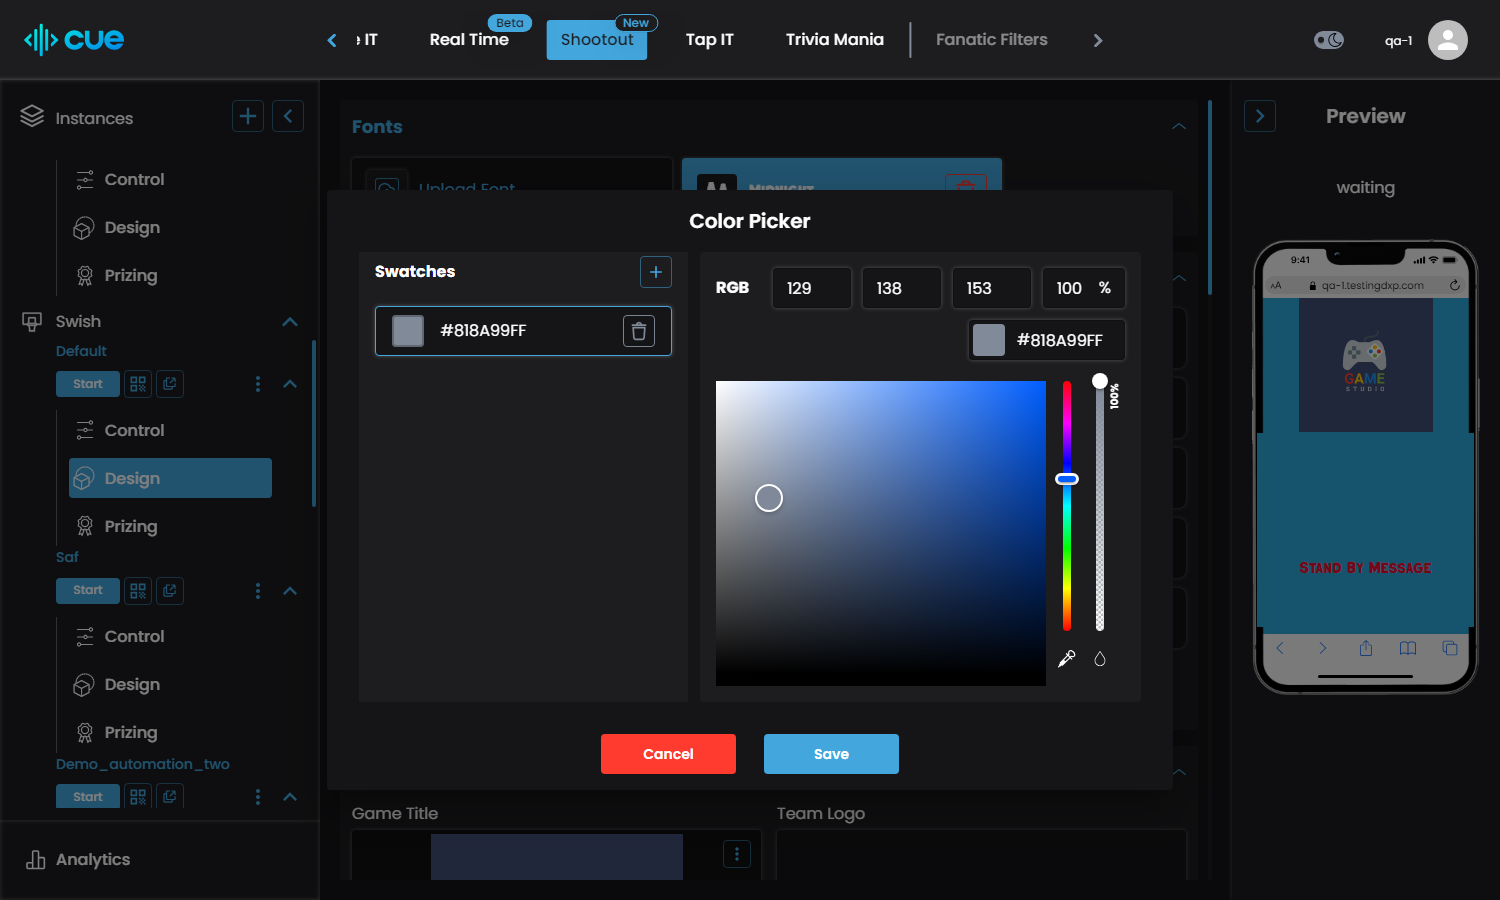 cue
e IT
Real Time
Beta
Shootout
New
Tap IT
Trivia Mania
Fanatic Filters
qa-1
Instances
Control
Design
Prizing
Swish
Default
Start
Control
Design
Prizing
Saf
Start
Control
Design
Prizing
Demo_automation_two
Start
Analytics
Fonts
Upload Font
Midnight
Color Picker
Swatches
#818A99FF
RGB
129
138
153
100 %
#818A99FF
100%
Cancel
Save
Game Title
Team Logo
Preview
waiting
9:41
AA
qa-1.testingdxp.com
GAME
STUDIO
Stand By Message